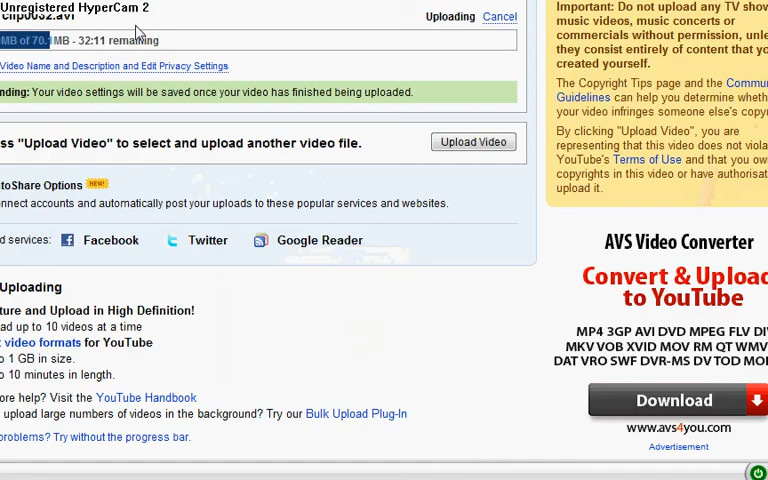 Unregistered HyperCam 2
clip0032.avi
Uploading Cancel
MB of 70.1MB - 32:11 remaining
Video Name and Description and Edit Privacy Settings
nding: Your video settings will be saved once your video has finished being uploaded.
ss "Upload Video" to select and upload another video file.
Upload Video
toShare Options NEW!
nnect accounts and automatically post your uploads to these popular services and websites.
d services: Facebook Twitter Google Reader
Uploading
ture and Upload in High Definition!
ad up to 10 videos at a time
t video formats for YouTube
o 1 GB in size.
o 10 minutes in length.
ore help? Visit the YouTube Handbook
upload large numbers of videos in the background? Try our Bulk Upload Plug-In
problems? Try without the progress bar.
Important: Do not upload any TV show
music videos, music concerts or
commercials without permission, unle
they consist entirely of content that yo
created yourself.
The Copyright Tips page and the Commu
Guidelines can help you determine wheth
your video infringes someone else's copy
By clicking "Upload Video", you are
representing that this video does not viola
YouTube's Terms of Use and that you ow
copyrights in this video or have authorisat
upload it.
AVS Video Converter
Convert & Upload
to YouTube
MP4 3GP AVI DVD MPEG FLV DI
MKV VOB XVID MOV RM QT WMV
DAT VRO SWF DVR-MS DV TOD MO
Download
www.avs4you.com
Advertisement